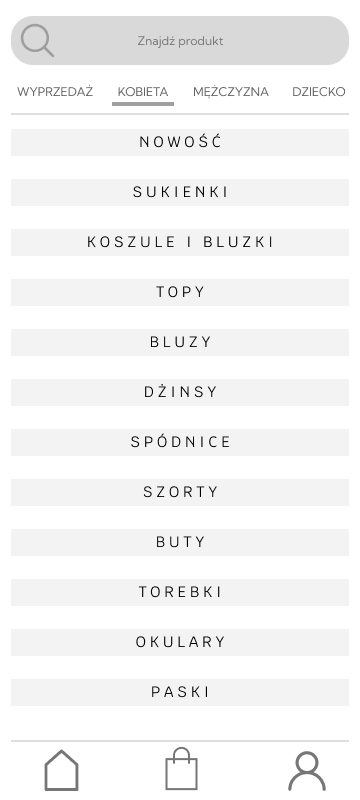 Znajdź produkt
WYPRZEDAŻ KOBIETA MĘŻCZYZNA DZIECKO
NOWOŚĆ
SUKIENKI
KOSZULE I BLUZKI
TOPY
BLUZY
DŻINSY
SPÓDNICE
SZORTY
BUTY
TOREBKI
OKULARY
PASKI